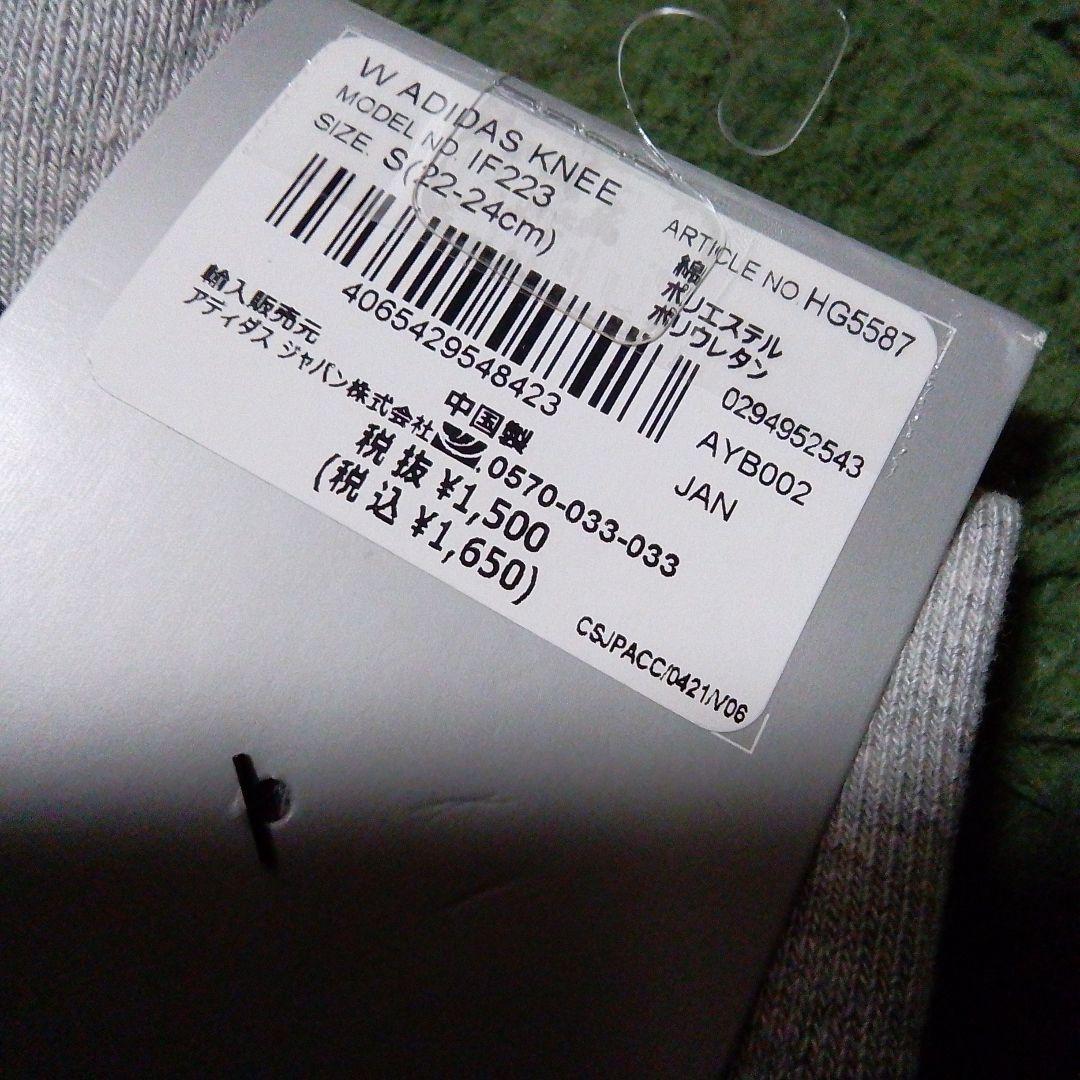 W ADIDAS KNEE
MODEL NO. IF223
SIZE. S(22-24cm)
ARTICLE NO. HG5587
綿
ポリエステル
ポリウレタン
4065429548423
0294952543
AYB002
JAN
中国製
輸入販売元
アディダス ジャパン株式会社 0570-033-033
税 抜 ¥1,500
(税 込 ¥1,650)
CSJPACC/0421/V06